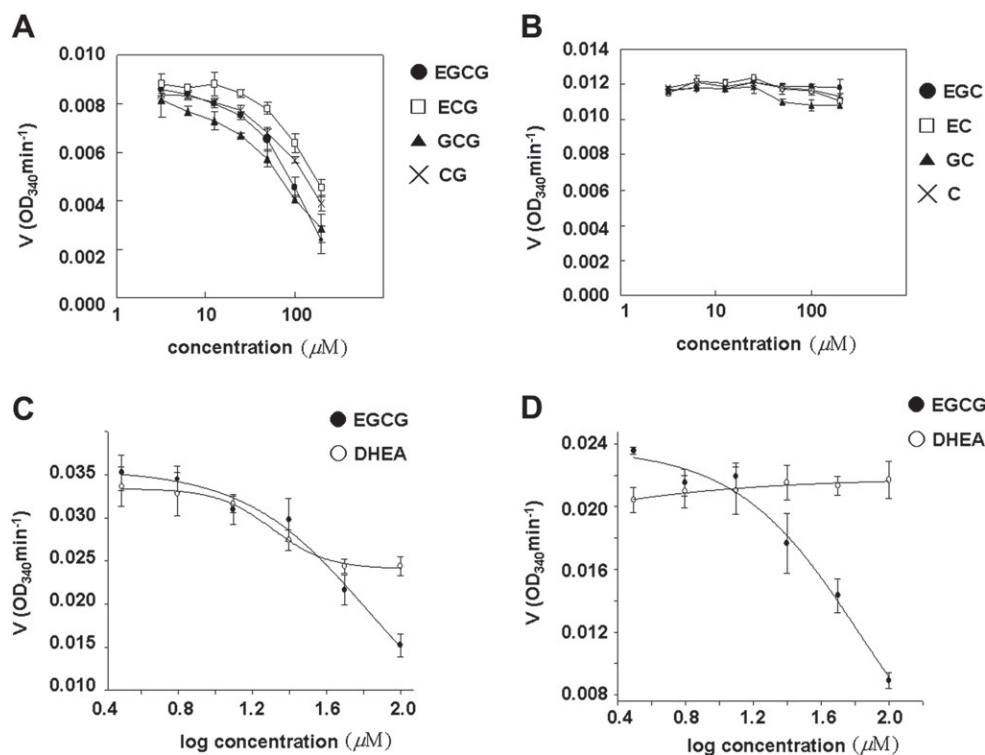 A
0.010
0.008
0.006
0.004
0.002
0.000
V (OD340min-1)
1 10 100
concentration (μM)
EGCG
ECG
GCG
CG
B
0.014
0.012
0.010
0.008
0.006
0.004
0.002
0.000
V (OD340min-1)
1 10 100
concentration (μM)
EGC
EC
GC
C
C
EGCG
DHEA
0.035
0.030
0.025
0.020
0.015
0.010
V (OD340min-1)
0.4 0.8 1.2 1.6 2.0
log concentration (μM)
D
EGCG
DHEA
0.024
0.020
0.016
0.012
0.008
V (OD340min-1)
0.4 0.8 1.2 1.6 2.0
log concentration (μM)